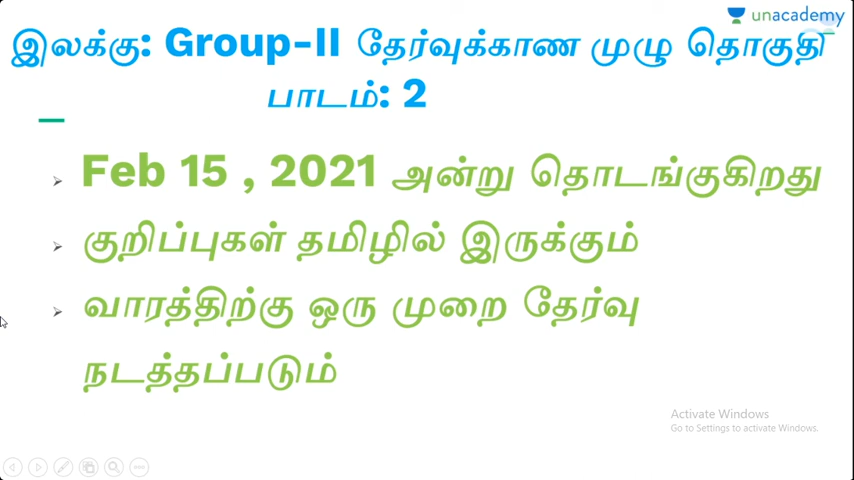 unacademy
இலக்கு: Group-II தேர்வுக்காண முழு தொகுதி
பாடம்: 2
Feb 15 , 2021 அன்று தொடங்குகிறது
குறிப்புகள் தமிழில் இருக்கும்
வாரத்திற்கு ஒரு முறை தேர்வு
நடத்தப்படும்
Activate Windows
Go to Settings to activate Windows.